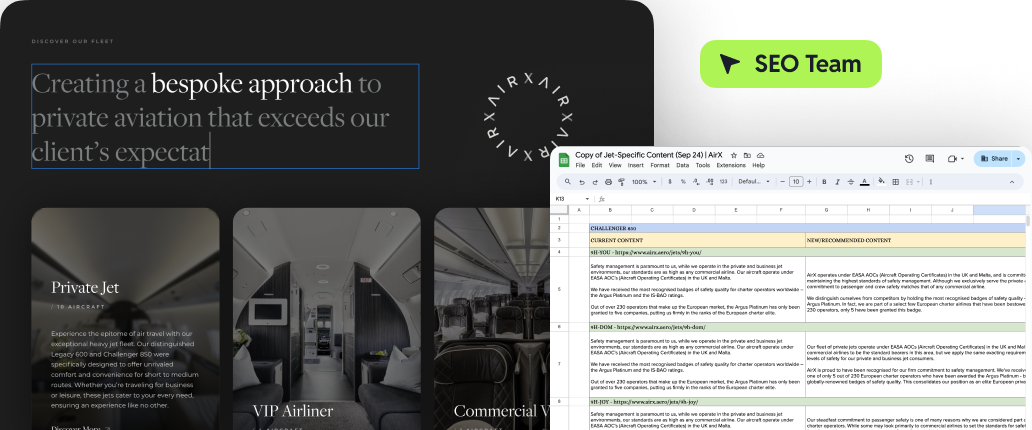 DISCOVER OUR FLEET
Creating a bespoke approach to
private aviation that exceeds our
client's expectat
AIRX AIRX AIRX AIRX
SEO Team
Private Jet
/ 10 AIRCRAFT
Experience the epitome of air travel with our
exceptional heavy jet fleet. Our distinguished
Legacy 600 and Challenger 850 were
specifically designed to offer unrivaled
comfort and convenience for short to medium
routes. Whether you're traveling for business
or leisure, these jets cater to your every need,
ensuring an experience like no other.
Discover More
VIP Airliner
Commercial V
Copy of Jet-Specific Content (Sep 24) | AirX
File Edit View Insert Format Data Tools Extensions Help
Share
100% $ % .0 .00 123 Defaul... − 10 + B I S A
K13 fx
A B C D E F G H I J
1
2 CHALLENGER 850
3 CURRENT CONTENT NEW/RECOMMENDED CONTENT
4 9H-YOU - https://www.airx.aero/jets/9h-you/
5
Safety management is paramount to us, while we operate in the private and business jet
environments, our standards are as high as any commercial airline. Our aircraft operate under
EASA AOC's (Aircraft Operating Certificates) in the UK and Malta.
We have received the most recognised badges of safety quality for charter operators worldwide –
the Argus Platinum and the IS-BAO ratings.
Out of over 230 operators that make up the European market, the Argus Platinum has only been
granted to five companies, putting us firmly in the ranks of the European charter elite.
AirX operates under EASA AOCs (Aircraft Operating Certificates) in the UK and Malta, and is committ
maintaining the highest standards of safety management. Although we exclusively serve the private
commitment to passenger and crew safety matches that of any commercial airline.
We distinguish ourselves from competitors by holding the most recognised badges of safety quality -
Argus Platinum. In fact, we are part of a select few European charter airlines that have been bestowe
230 operators, only 5 have been granted this badge.
6 9H-DOM - https://www.airx.aero/jets/9h-dom/
7
Safety management is paramount to us, while we operate in the private and business jet
environments, our standards are as high as any commercial airline. Our aircraft operate under
EASA AOC's (Aircraft Operating Certificates) in the UK and Malta.
We have received the most recognised badges of safety quality for charter operators worldwide –
the Argus Platinum and the IS-BAO ratings.
Out of over 230 operators that make up the European market, the Argus Platinum has only been
granted to five companies, putting us firmly in the ranks of the European charter elite.
Our fleet of private jets operate under EASA AOCs (Aircraft Operating Certificates) in the UK and Ma
commercial airlines to be the standard bearers in this area, but we apply the same exacting requirem
levels of safety for our private and business jet consumers.
AirX is proud to have been recognised for our firm commitment to safety management. We've receive
one of only 5 out of 230 European charter operators who have been awarded the Argus Platinum - b
globally-renowned badges of safety quality. This consolidates our position as an elite European priva
8 9H-JOY - https://www.airx.aero/jets/9h-joy/
Safety management is paramount to us, while we operate in the private and business jet
environments, our standards are as high as any commercial airline. Our aircraft operate under
EASA AOC's (Aircraft Operating Certificates) in the UK and Malta.
Our steadfast commitment to passenger safety is one of many reasons why we are considered part
charter operators. While some may look primarily to commercial airlines to set the standards for safet